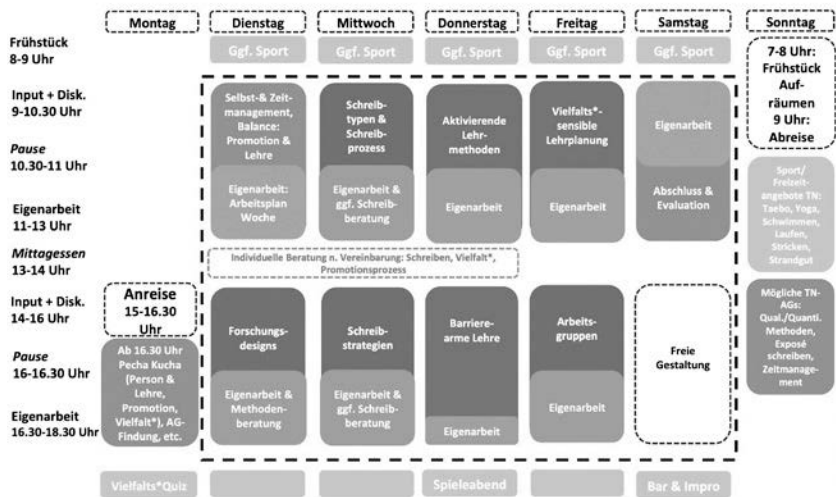 Montag
Dienstag
Mittwoch
Donnerstag
Freitag
Samstag
Sonntag
Frühstück
8-9 Uhr
Ggf. Sport
Ggf. Sport
Ggf. Sport
Ggf. Sport
Ggf. Sport
7-8 Uhr:
Frühstück
Auf-
räumen
9 Uhr:
Abreise
Input + Disk.
9-10.30 Uhr
Selbst-& Zeit-
management,
Balance:
Promotion &
Lehre
Schreib-
typen &
Schreib-
prozess
Aktivierende
Lehr-
methoden
Vielfalts*-
sensible
Lehrplanung
Eigenarbeit
Pause
10.30-11 Uhr
Eigenarbeit
11-13 Uhr
Eigenarbeit:
Arbeitsplan
Woche
Eigenarbeit &
ggf. Schreib-
beratung
Eigenarbeit
Eigenarbeit
Abschluss &
Evaluation
Sport/
Freizeit-
angebote TN:
Taebo, Yoga,
Schwimmen,
Laufen,
Stricken,
Strandgut
Mittagessen
13-14 Uhr
Individuelle Beratung n. Vereinbarung: Schreiben, Vielfalt*,
Promotionsprozess
Input + Disk.
14-16 Uhr
Anreise
15-16.30
Uhr
Forschungs-
designs
Schreib-
strategien
Barriere-
arme Lehre
Arbeits-
gruppen
Freie
Gestaltung
Mögliche TN-
AGs:
Qual./Quanti.
Methoden,
Exposé
schreiben,
Zeitmanage-
ment
Pause
16-16.30 Uhr
Ab 16.30 Uhr
Pecha Kucha
(Person &
Lehre,
Promotion,
Vielfalt*), AG-
Findung, etc.
Eigenarbeit
16.30-18.30 Uhr
Eigenarbeit &
Methoden-
beratung
Eigenarbeit &
ggf. Schreib-
beratung
Eigenarbeit
Eigenarbeit
Vielfalts*Quiz
Spieleabend
Bar & Impro